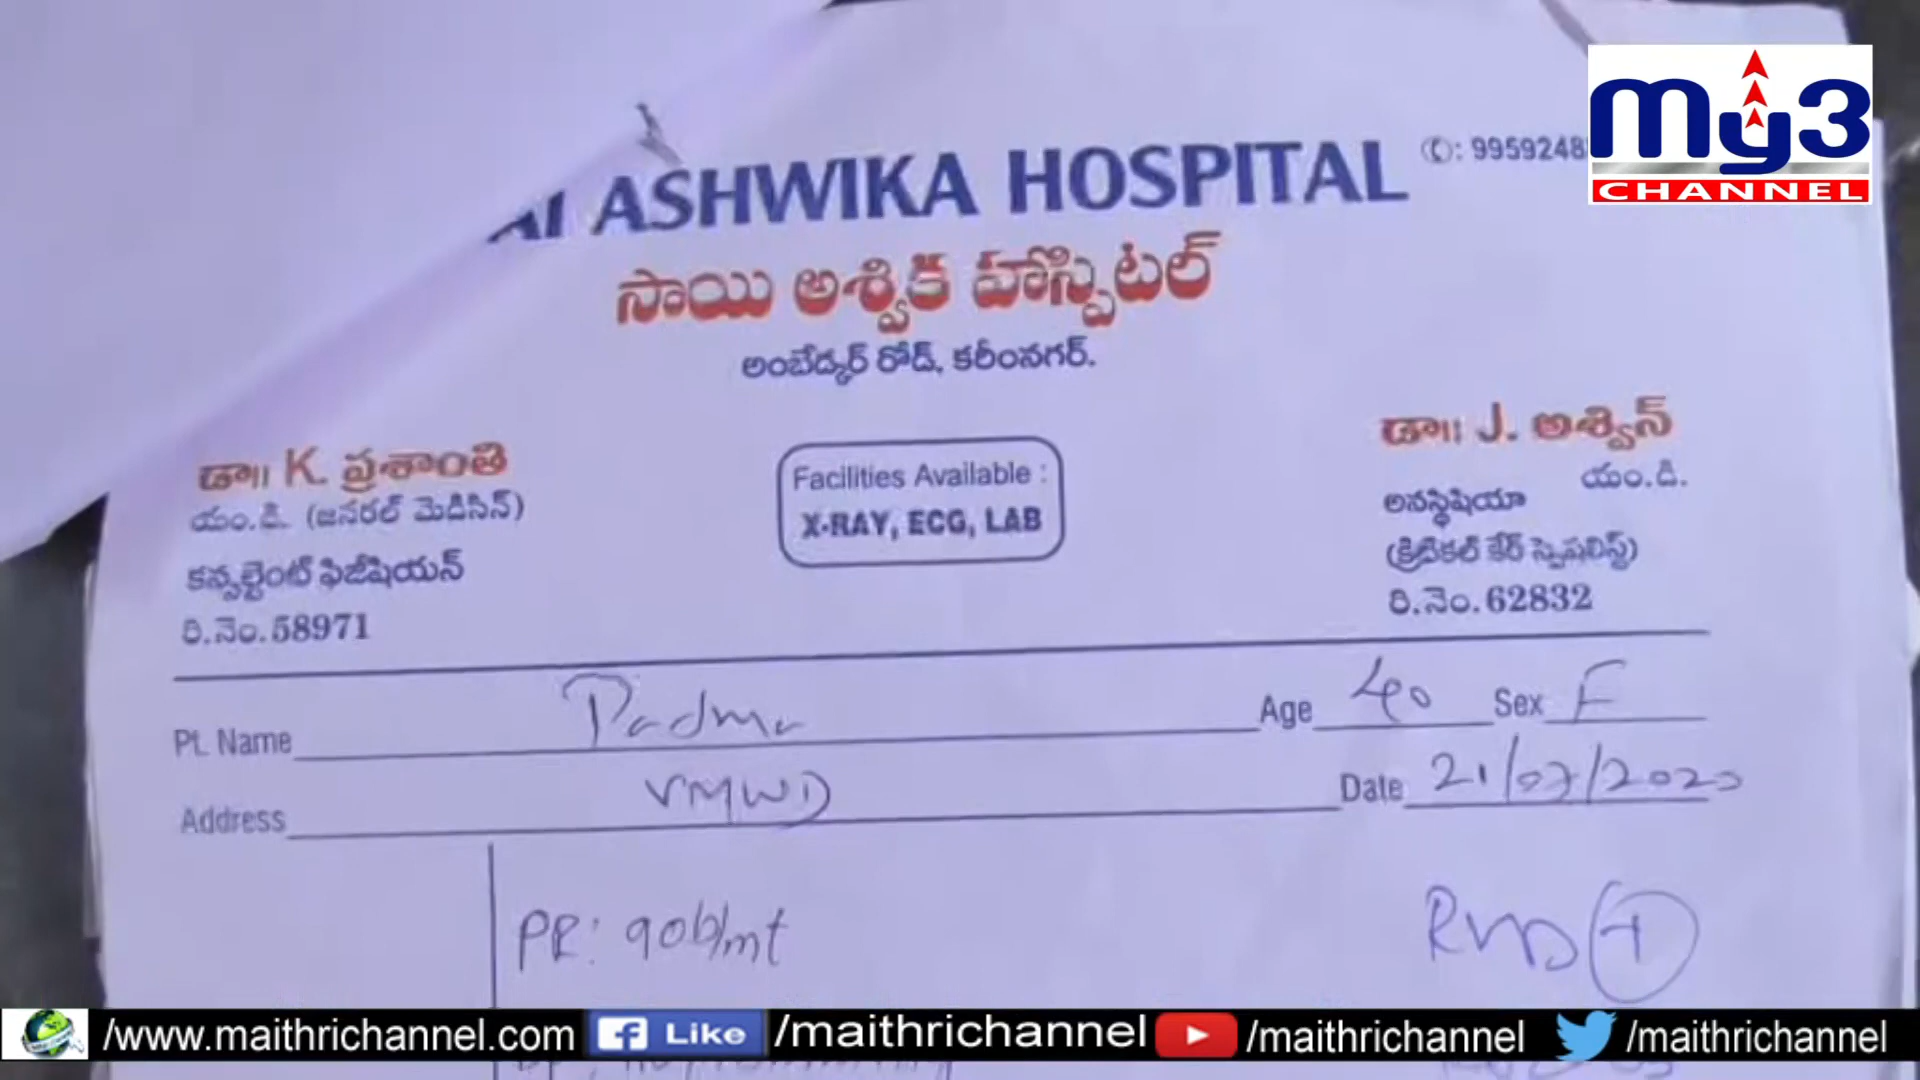 my3
CHANNEL
AI ASHWIKA HOSPITAL
✆: 9959248
సాయి అశ్విక హాస్పిటల్
అంబేద్కర్ రోడ్, కరీంనగర్.
డా|| K. ప్రశాంతి
యం.డి. (జనరల్ మెడిసిన్)
కన్సల్టెంట్ ఫిజీషియన్
రి.నెం.58971
Facilities Available :
X-RAY, ECG, LAB
డా|| J. అశ్విన్
యం.డి.
అనస్థిషియా
(క్రిటికల్ కేర్ స్పెషలిస్ట్)
రి.నెం.62832
Pt. Name Padma Age 40 Sex F
Address VMWD Date 21/07/2020
PR: 90b/mt
RVD +
/www.maithrichannel.com Like /maithrichannel /maithrichannel /maithrichannel